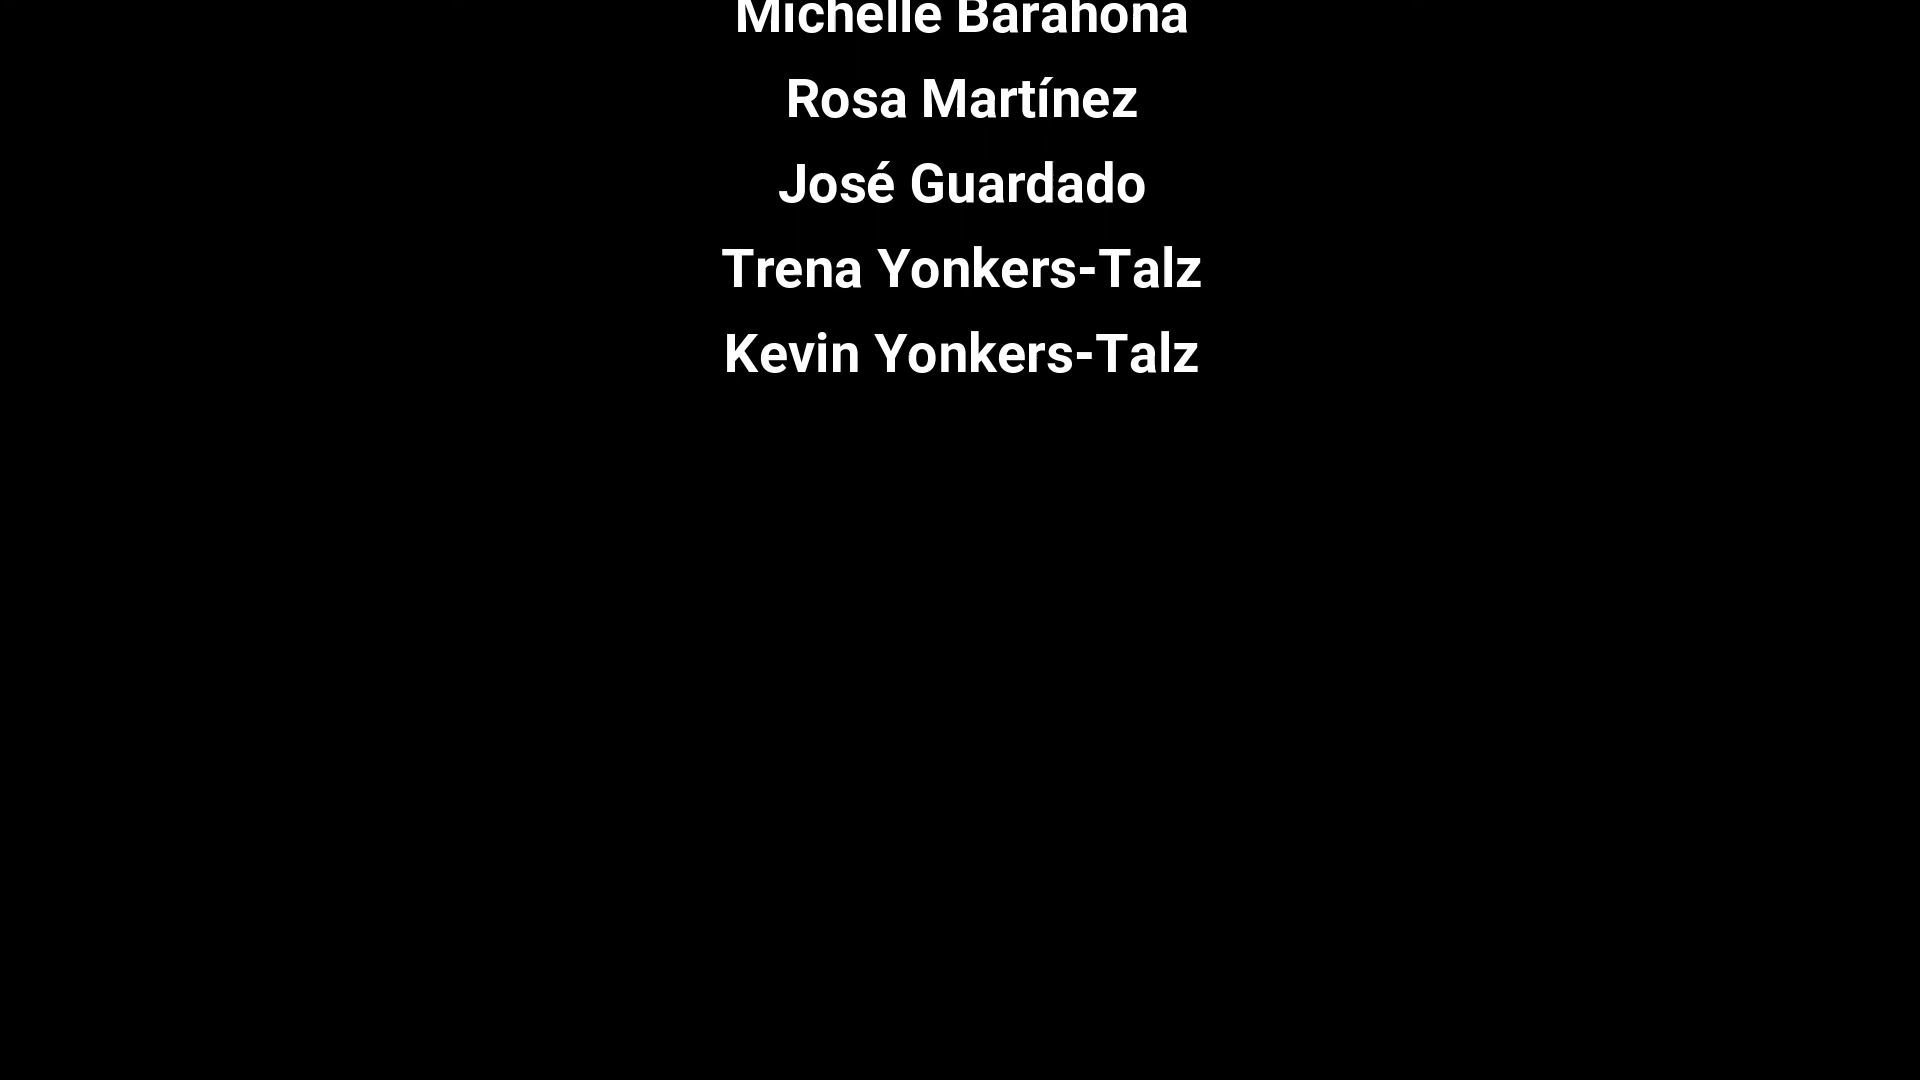 Michelle Barahona
Rosa Martínez
José Guardado
Trena Yonkers-Talz
Kevin Yonkers-Talz